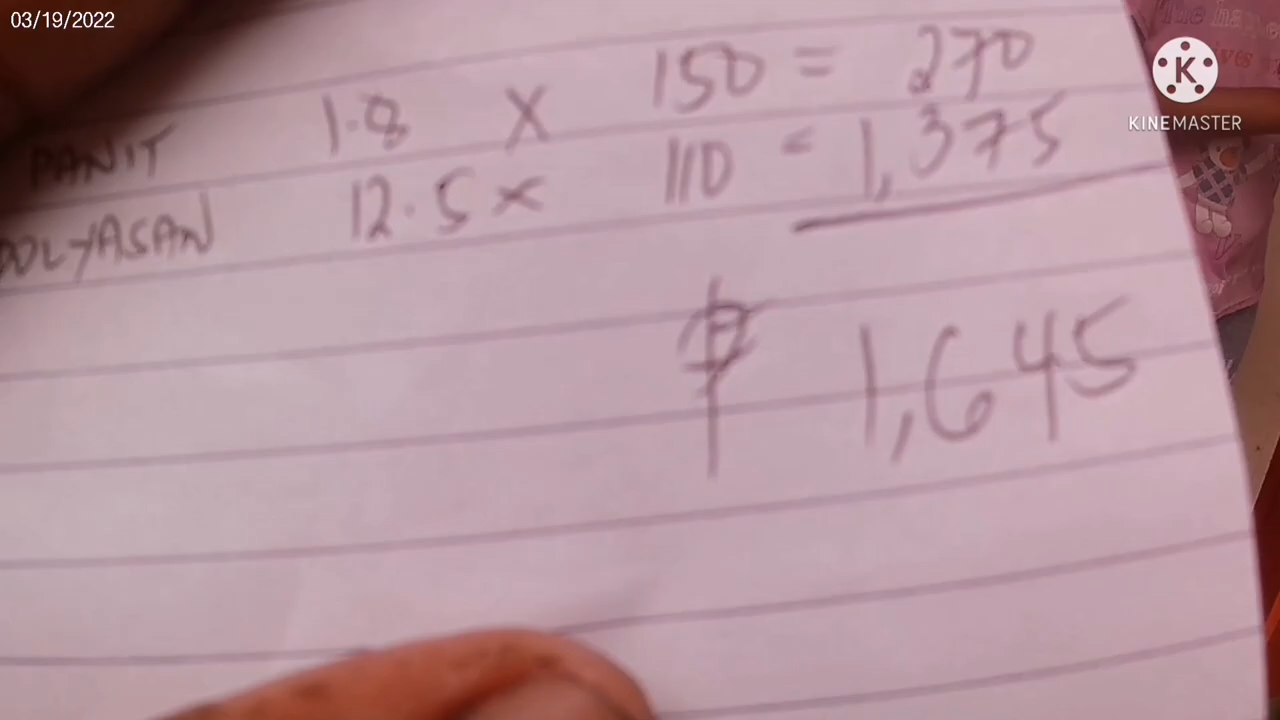 03/19/2022
PANIT 1.8 X 150 = 270
12.5 x 110 = 1,375
₱ 1,645
KINEMASTER